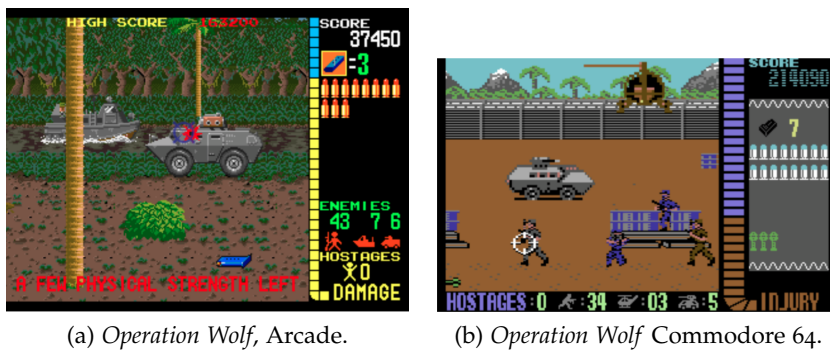 HIGH SCORE 163200
SCORE
37450
=3
ENEMIES
43 7 6
HOSTAGES
0
A FEW PHYSICAL STRENGTH LEFT
DAMAGE
(a) Operation Wolf, Arcade.
SCORE
214090
7
HOSTAGES:0 :34 :03 :5 INJURY
(b) Operation Wolf Commodore 64.